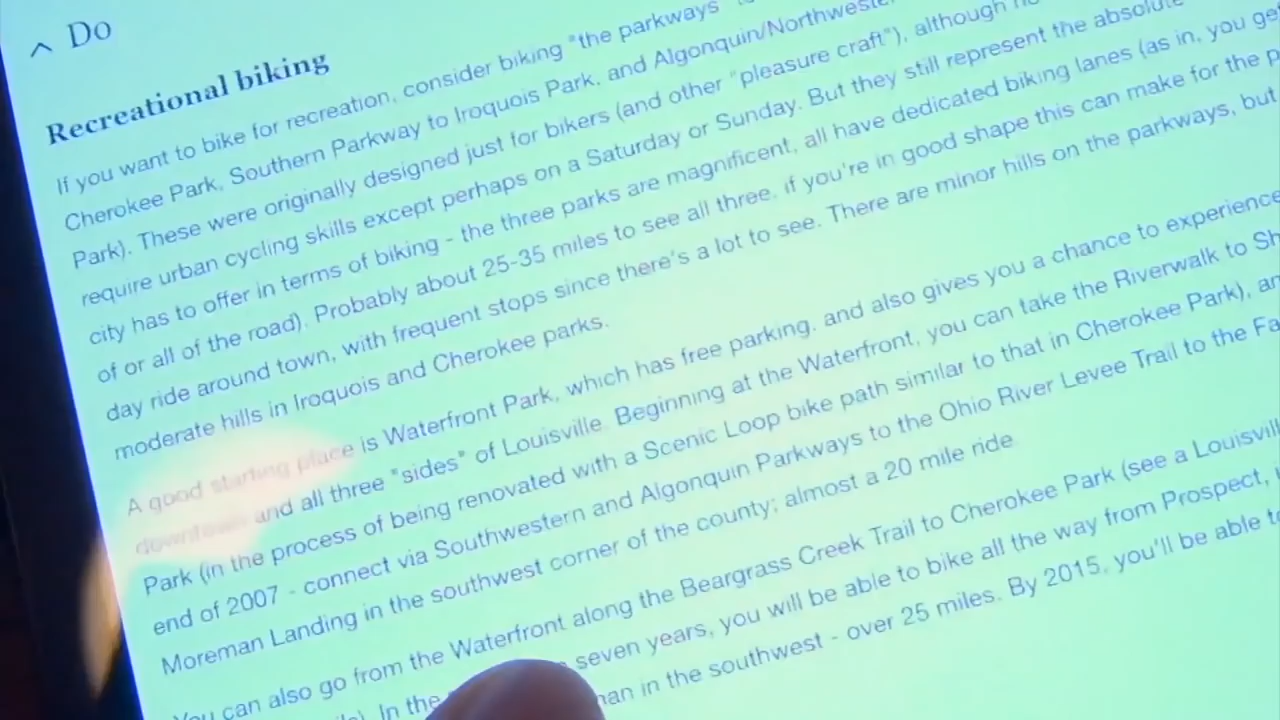 Do
Recreational biking
If you want to bike for recreation, consider biking "the parkways"
Cherokee Park, Southern Parkway to Iroquois Park, and Algonquin/Northwestern
Park). These were originally designed just for bikers (and other "pleasure craft"), although
require urban cycling skills except perhaps on a Saturday or Sunday. But they still represent the absolute
city has to offer in terms of biking - the three parks are magnificent, all have dedicated biking lanes (as in, you get
of or all of the road). Probably about 25-35 miles to see all three, if you're in good shape this can make for the
day ride around town, with frequent stops since there's a lot to see. There are minor hills on the parkways, but
moderate hills in Iroquois and Cherokee parks.
A good starting place is Waterfront Park, which has free parking, and also gives you a chance to experience
downtown and all three "sides" of Louisville. Beginning at the Waterfront, you can take the Riverwalk to Sh
Park (in the process of being renovated with a Scenic Loop bike path similar to that in Cherokee Park), an
end of 2007 - connect via Southwestern and Algonquin Parkways to the Ohio River Levee Trail to the Fa
Moreman Landing in the southwest corner of the county; almost a 20 mile ride.
You can also go from the Waterfront along the Beargrass Creek Trail to Cherokee Park (see a Louisvill
In the seven years, you will be able to bike all the way from Prospect,
man in the southwest - over 25 miles. By 2015, you'll be able to